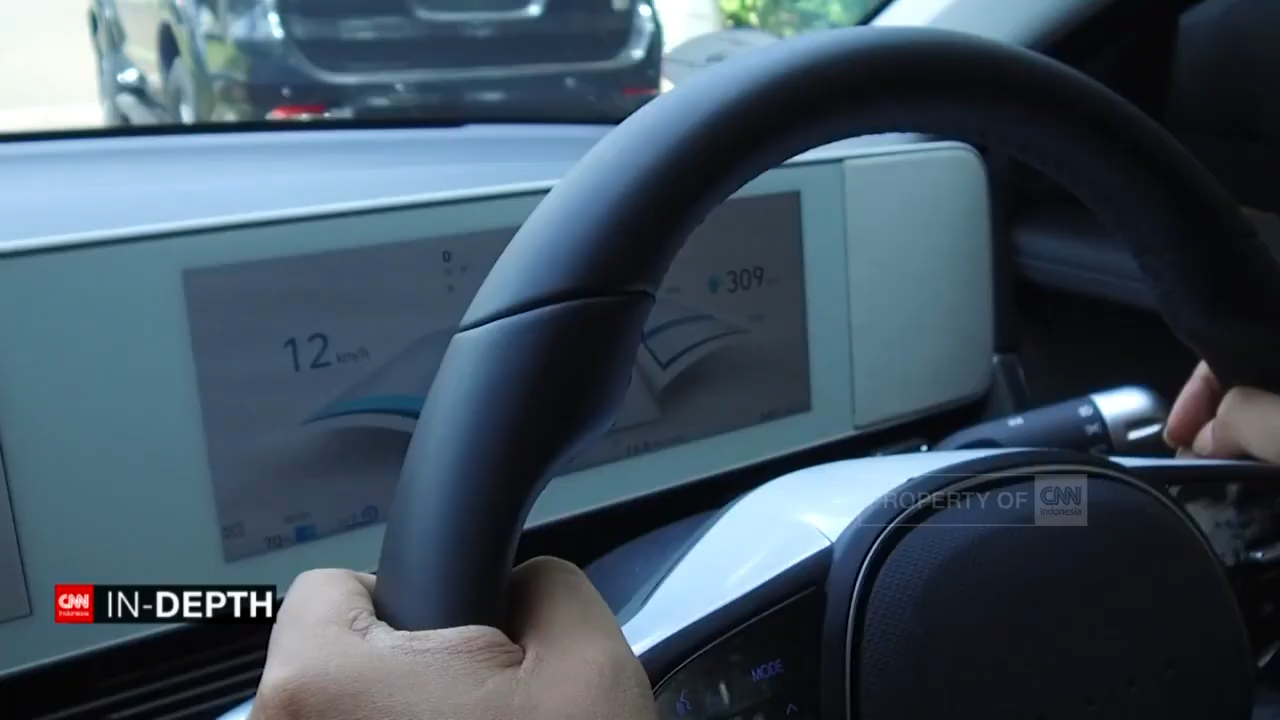 D
309
12 km/h
PROPERTY OF CNN Indonesia
CNN Indonesia IN-DEPTH
MODE